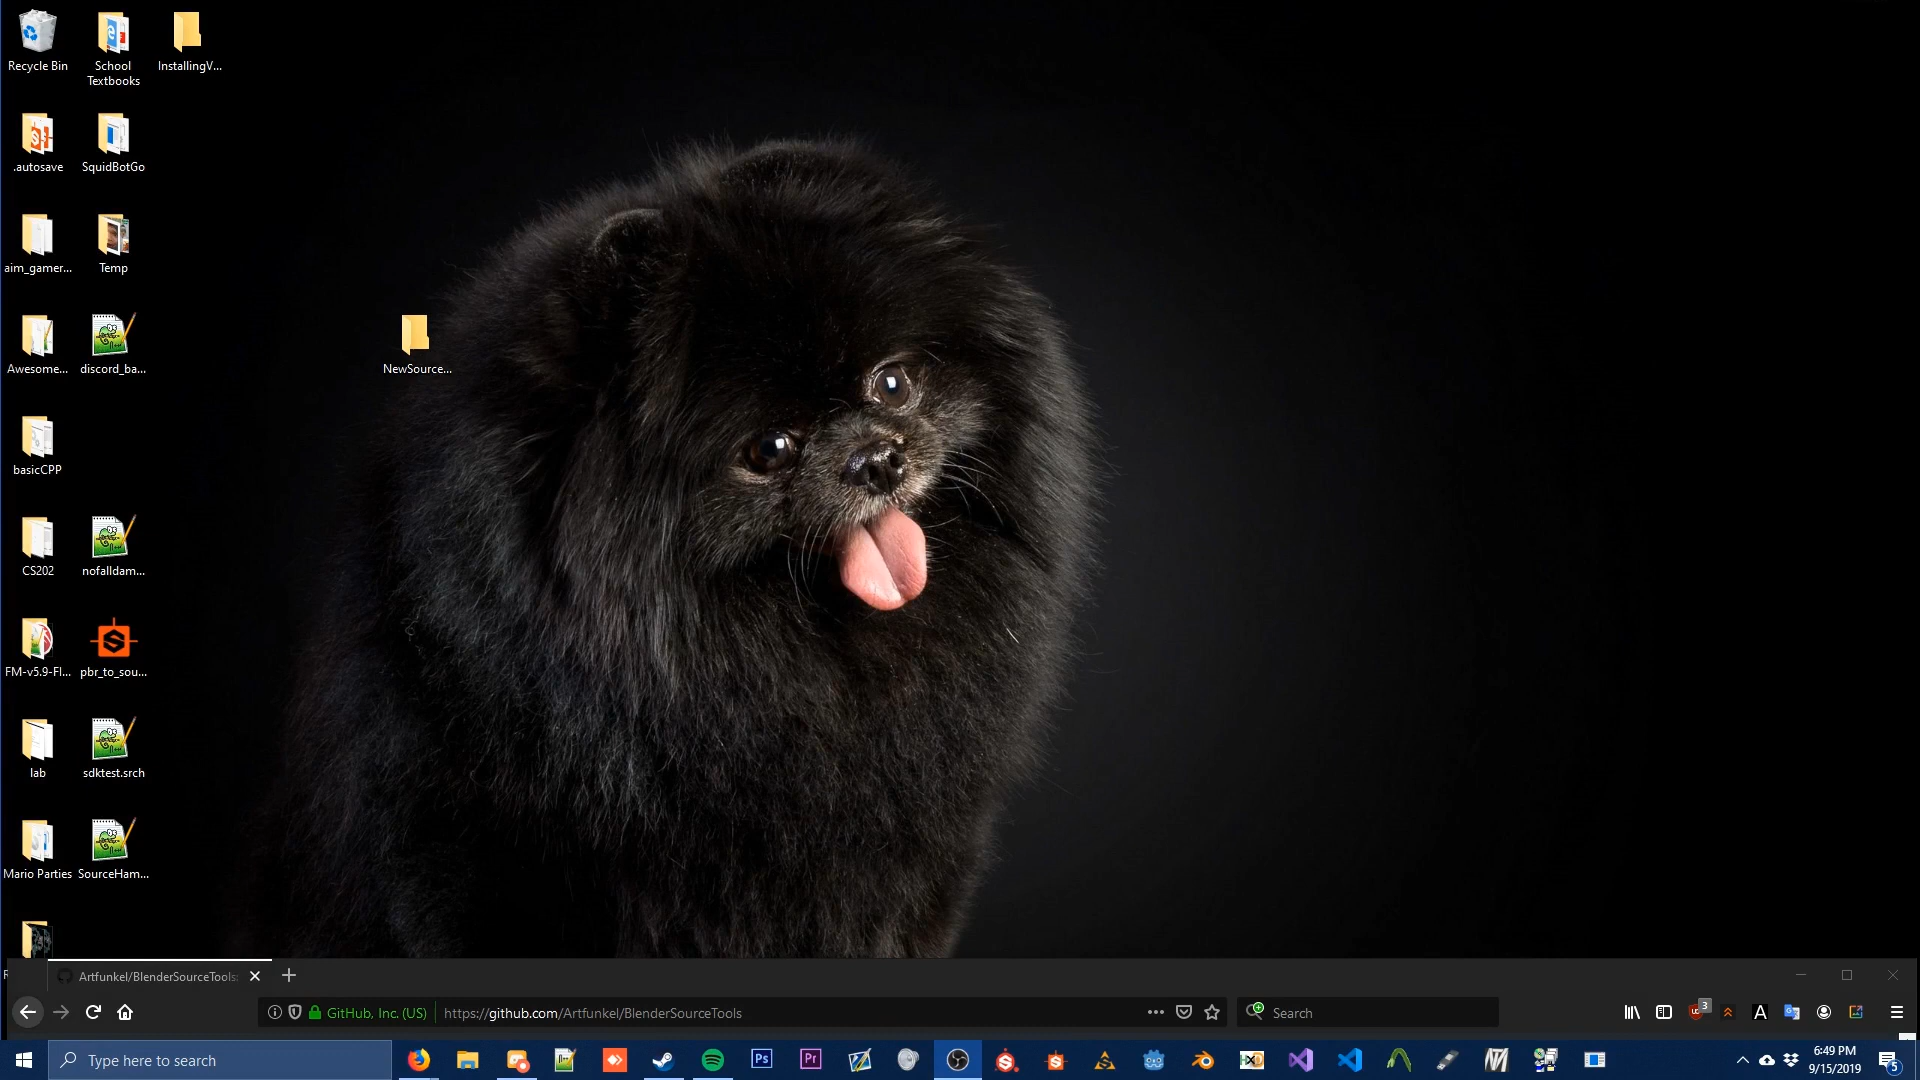 Recycle Bin
School
Textbooks
InstallingV...
.autosave
SquidBotGo
aim_gamer...
Temp
Awesome...
discord_ba...
NewSource...
basicCPP
CS202
nofalldam...
FM-v5.9-Fl...
pbr_to_sou...
lab
sdktest.srch
Mario Parties
SourceHam...
Artfunkel/BlenderSourceTools:
GitHub, Inc. (US)
https://github.com/Artfunkel/BlenderSourceTools
Search
3
Type here to search
6:49 PM
9/15/2019
5